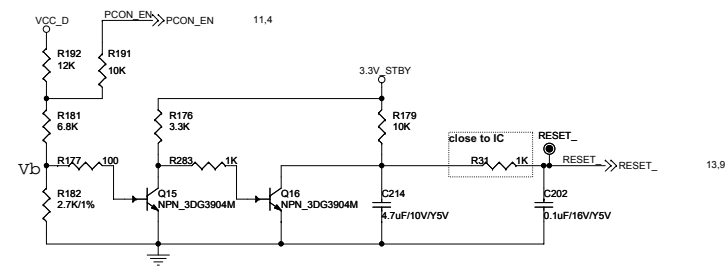 PCON_EN
VCC_D
PCON_EN
11,4
R192
12K
R191
10K
3.3V_STBY
R181
6.8K
R176
3.3K
R179
10K
close to IC
RESET_
Vb
R177
100
R283
1K
R31
1K
RESET_
RESET_
13,9
R182
2.7K/1%
Q15
NPN_3DG3904M
Q16
NPN_3DG3904M
C214
4.7uF/10V/Y5V
C202
0.1uF/16V/Y5V